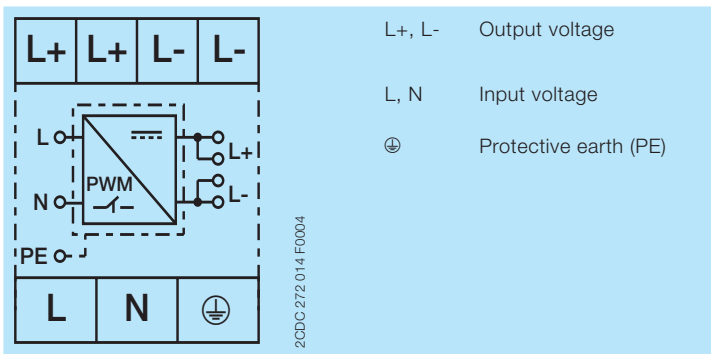 L+ L+ L- L-
L+, L- Output voltage
L, N Input voltage
Protective earth (PE)
L
L+
PWM
N
L-
PE
L N
2CDC 272 014 F0004